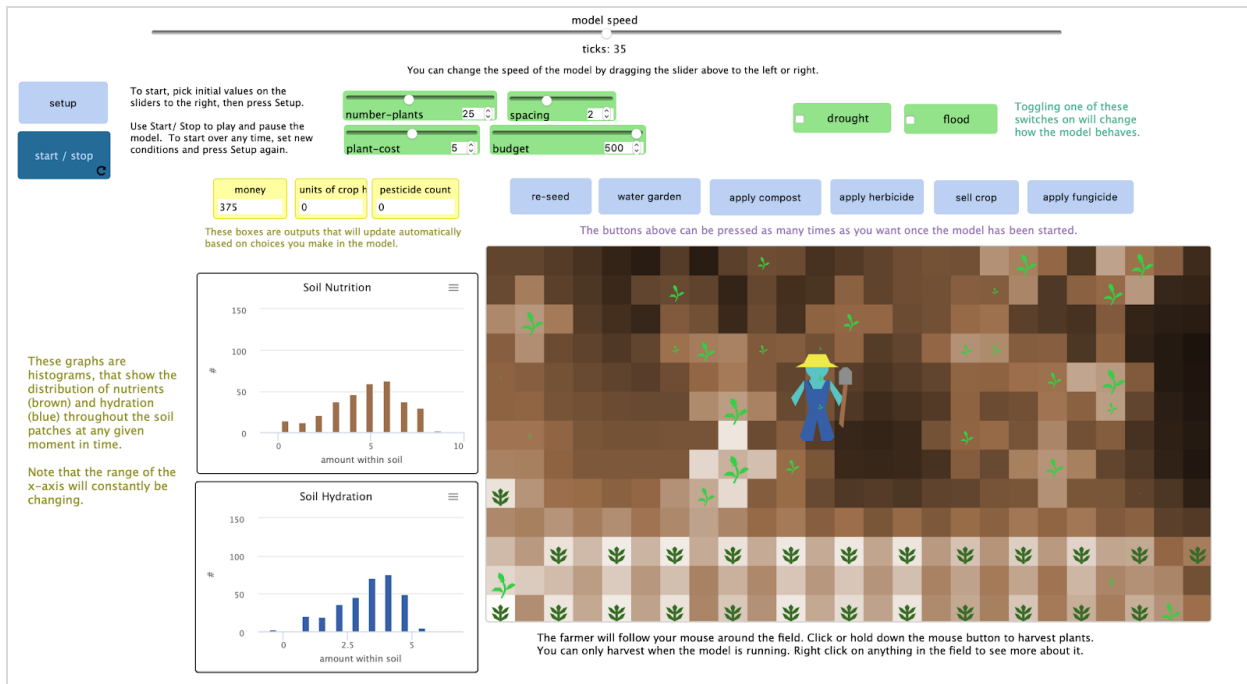 model speed
ticks: 35
You can change the speed of the model by dragging the slider above to the left or right.
setup
start / stop
To start, pick initial values on the
sliders to the right, then press Setup.
Use Start/ Stop to play and pause the
model. To start over any time, set new
conditions and press Setup again.
number-plants 25
spacing 2
plant-cost 5
budget 500
drought
flood
Toggling one of these
switches on will change
how the model behaves.
money
375
units of crop h
0
pesticide count
0
These boxes are outputs that will update automatically
based on choices you make in the model.
re-seed
water garden
apply compost
apply herbicide
sell crop
apply fungicide
The buttons above can be pressed as many times as you want once the model has been started.
These graphs are
histograms, that show the
distribution of nutrients
(brown) and hydration
(blue) throughout the soil
patches at any given
moment in time.
Note that the range of the
x-axis will constantly be
changing.
Soil Nutrition
150
100
50
0
#
0 5 10
amount within soil
Soil Hydration
150
100
50
0
#
0 2.5 5
amount within soil
The farmer will follow your mouse around the field. Click or hold down the mouse button to harvest plants.
You can only harvest when the model is running. Right click on anything in the field to see more about it.